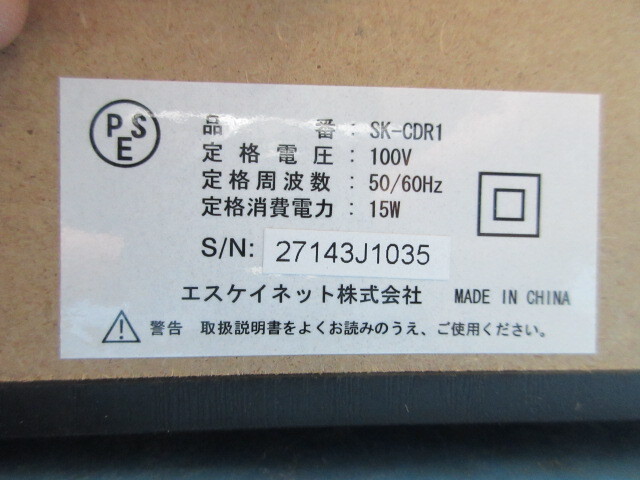 PSE
品番 : SK-CDR1
定格電圧 : 100V
定格周波数 : 50/60Hz
定格消費電力 : 15W
S/N: 27143J1035
エスケイネット株式会社 MADE IN CHINA
警告 取扱説明書をよくお読みのうえ、ご使用ください。